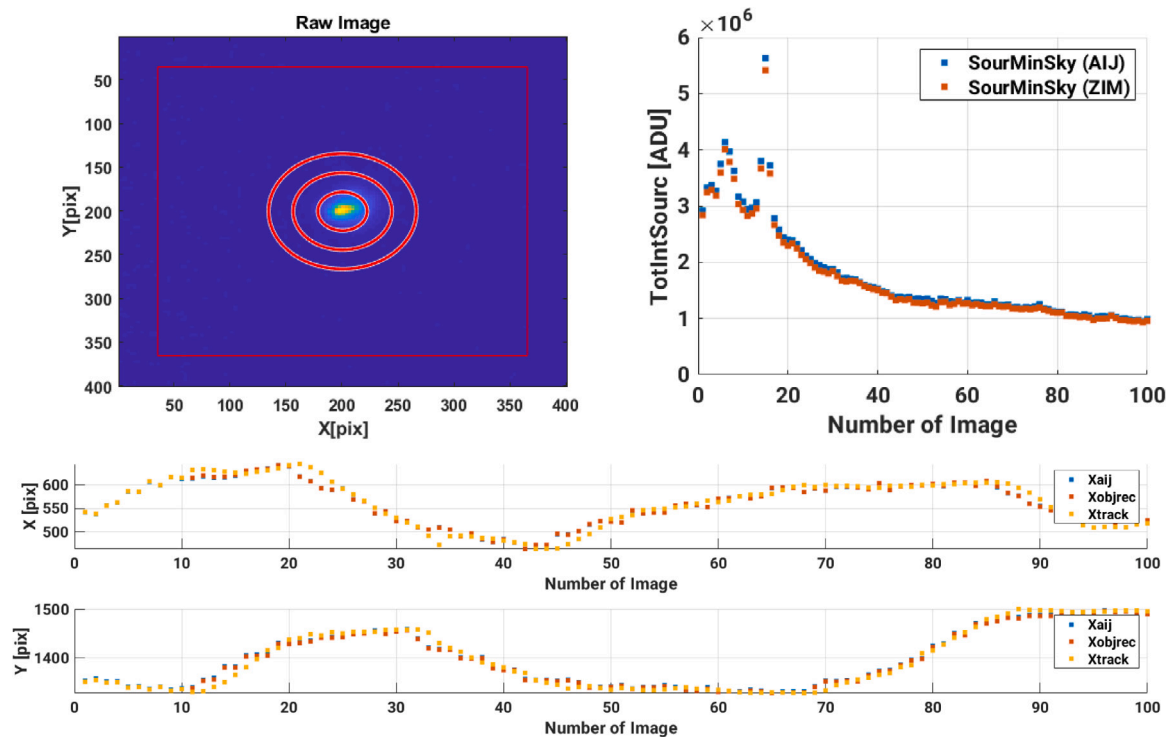 Raw Image
50
100
150
200
250
300
350
400
Y[pix]
50 100 150 200 250 300 350 400
X[pix]
×10^6
6
5
4
3
2
1
0
TotIntSourc [ADU]
SourMinSky (AIJ)
SourMinSky (ZIM)
0 20 40 60 80 100
Number of Image
600
550
500
X [pix]
Xaij
Xobjrec
Xtrack
0 10 20 30 40 50 60 70 80 90 100
Number of Image
1500
1400
Y [pix]
Xaij
Xobjrec
Xtrack
0 10 20 30 40 50 60 70 80 90 100
Number of Image